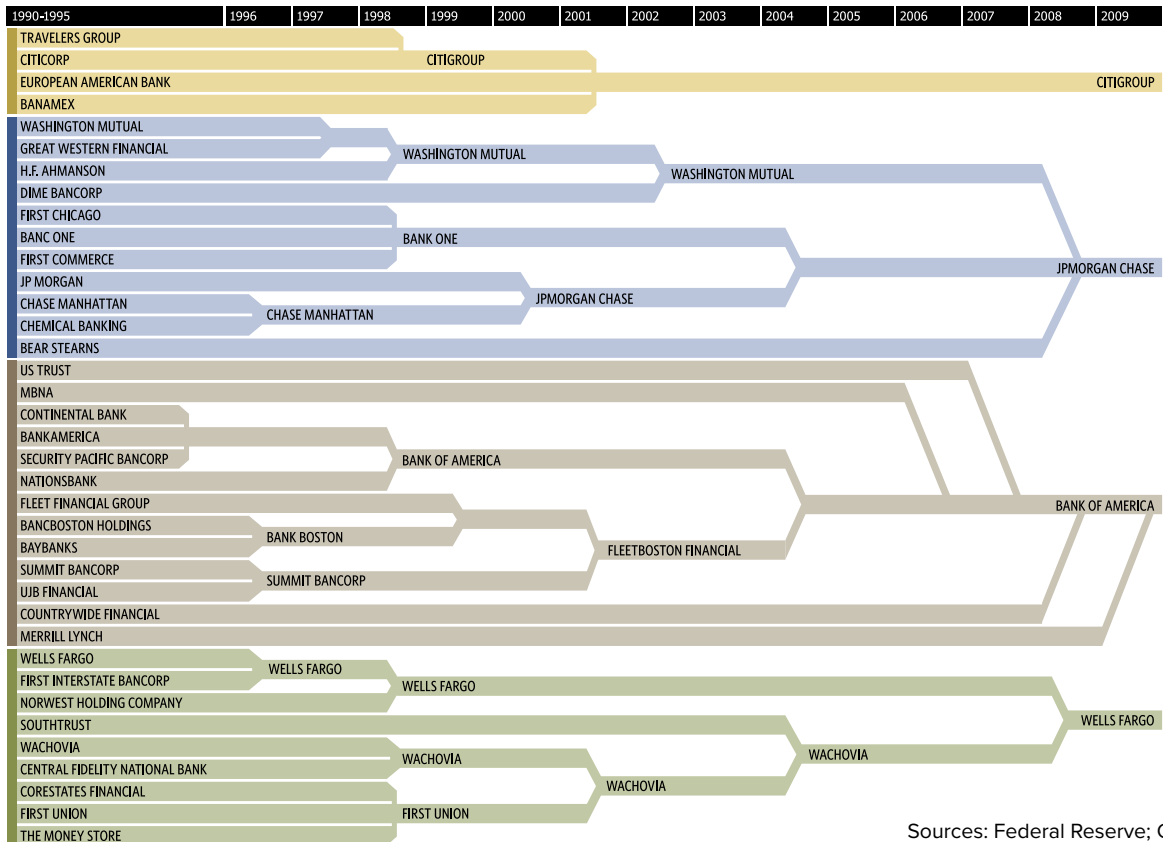 1990-1995 1996 1997 1998 1999 2000 2001 2002 2003 2004 2005 2006 2007 2008 2009
TRAVELERS GROUP
CITICORP CITIGROUP
EUROPEAN AMERICAN BANK CITIGROUP
BANAMEX
WASHINGTON MUTUAL
GREAT WESTERN FINANCIAL
WASHINGTON MUTUAL
H.F. AHMANSON
WASHINGTON MUTUAL
DIME BANCORP
FIRST CHICAGO
BANC ONE BANK ONE
FIRST COMMERCE
JPMORGAN CHASE
JP MORGAN
JPMORGAN CHASE
CHASE MANHATTAN
CHASE MANHATTAN
CHEMICAL BANKING
BEAR STEARNS
US TRUST
MBNA
CONTINENTAL BANK
BANKAMERICA
SECURITY PACIFIC BANCORP BANK OF AMERICA
NATIONSBANK
FLEET FINANCIAL GROUP BANK OF AMERICA
BANCBOSTON HOLDINGS
BANK BOSTON
BAYBANKS FLEETBOSTON FINANCIAL
SUMMIT BANCORP
SUMMIT BANCORP
UJB FINANCIAL
COUNTRYWIDE FINANCIAL
MERRILL LYNCH
WELLS FARGO
WELLS FARGO
FIRST INTERSTATE BANCORP
WELLS FARGO
NORWEST HOLDING COMPANY
WELLS FARGO
SOUTHTRUST
WACHOVIA
WACHOVIA
WACHOVIA
CENTRAL FIDELITY NATIONAL BANK
WACHOVIA
CORESTATES FINANCIAL
FIRST UNION FIRST UNION
THE MONEY STORE
Sources: Federal Reserve;